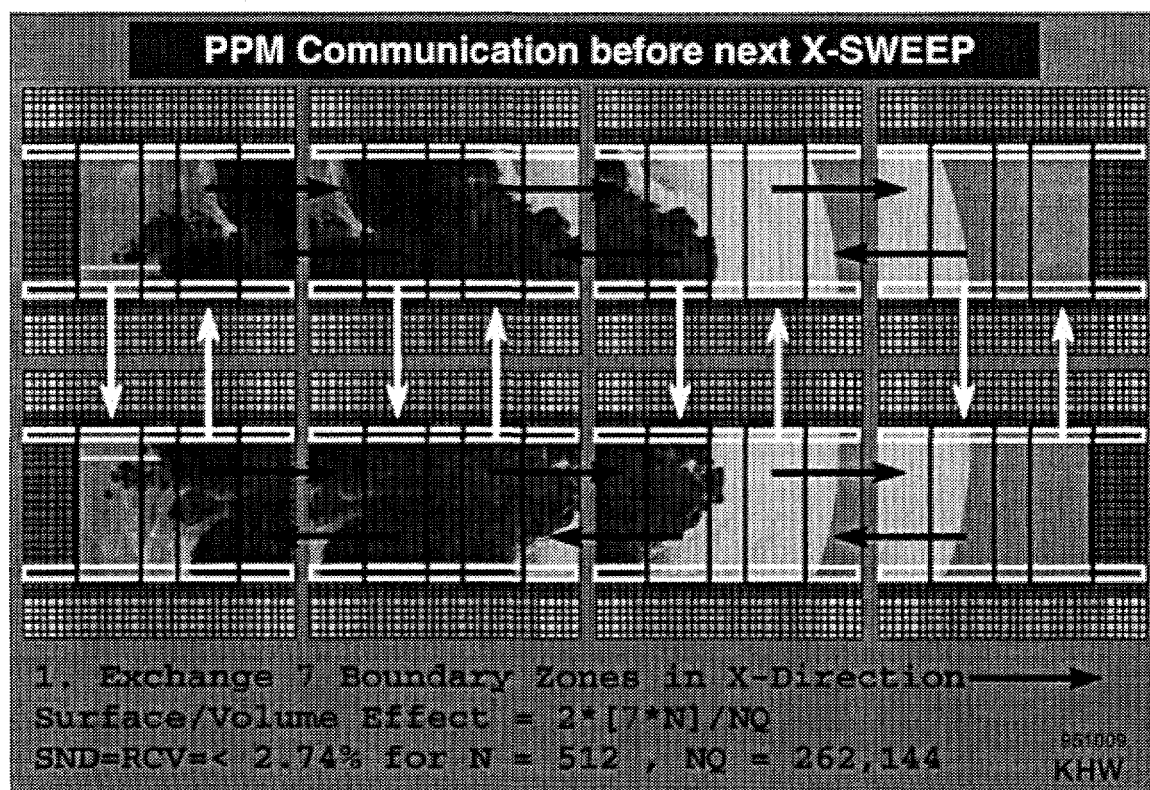 PPM Communication before next X-SWEEP
1. Exchange 7 Boundary Zones in X-Direction
Surface/Volume Effect = 2*[7*N]/NQ
SND=RCV=< 2.74% for N = 512 , NQ = 262,144
951009
KHW